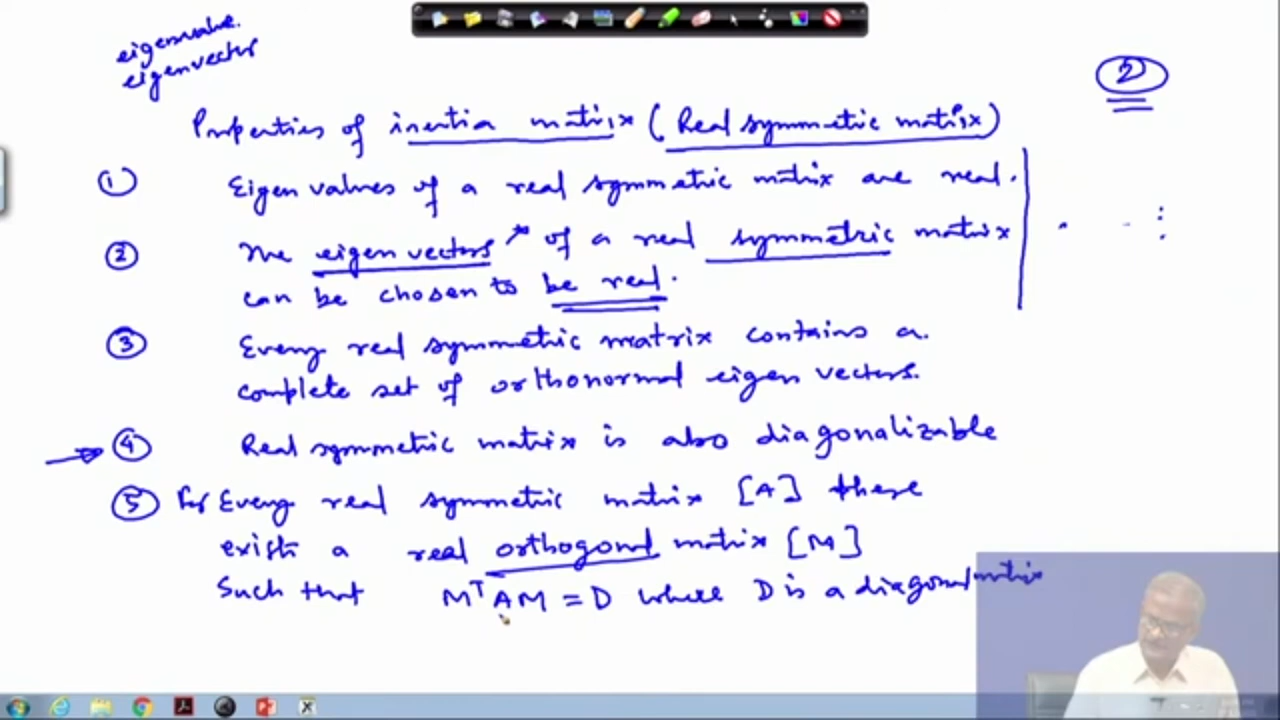 eigenvalue.
eigenvector
2
Properties of inertia matrix (Real symmetric matrix)
1 Eigen values of a real symmetric matrix are real.
2 The eigen vectors of a real symmetric matrix
can be chosen to be real.
3 Every real symmetric matrix contains a
complete set of orthonormal eigen vectors.
4 Real symmetric matrix is also diagonalizable
5 For Every real symmetric matrix [A] there
exists a real orthogonal matrix [M]
Such that MᵀAM = D where D is a diagonal matrix